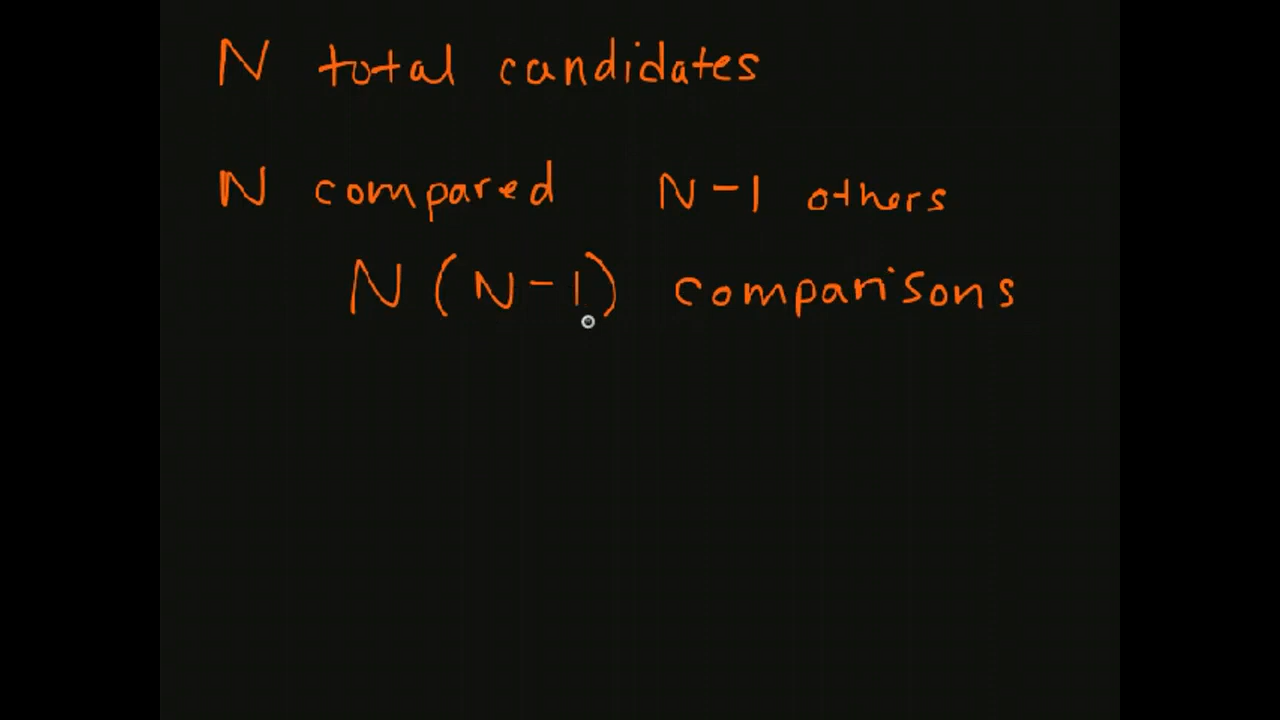 N total candidates
N compared N-1 others
N(N-1) comparisons